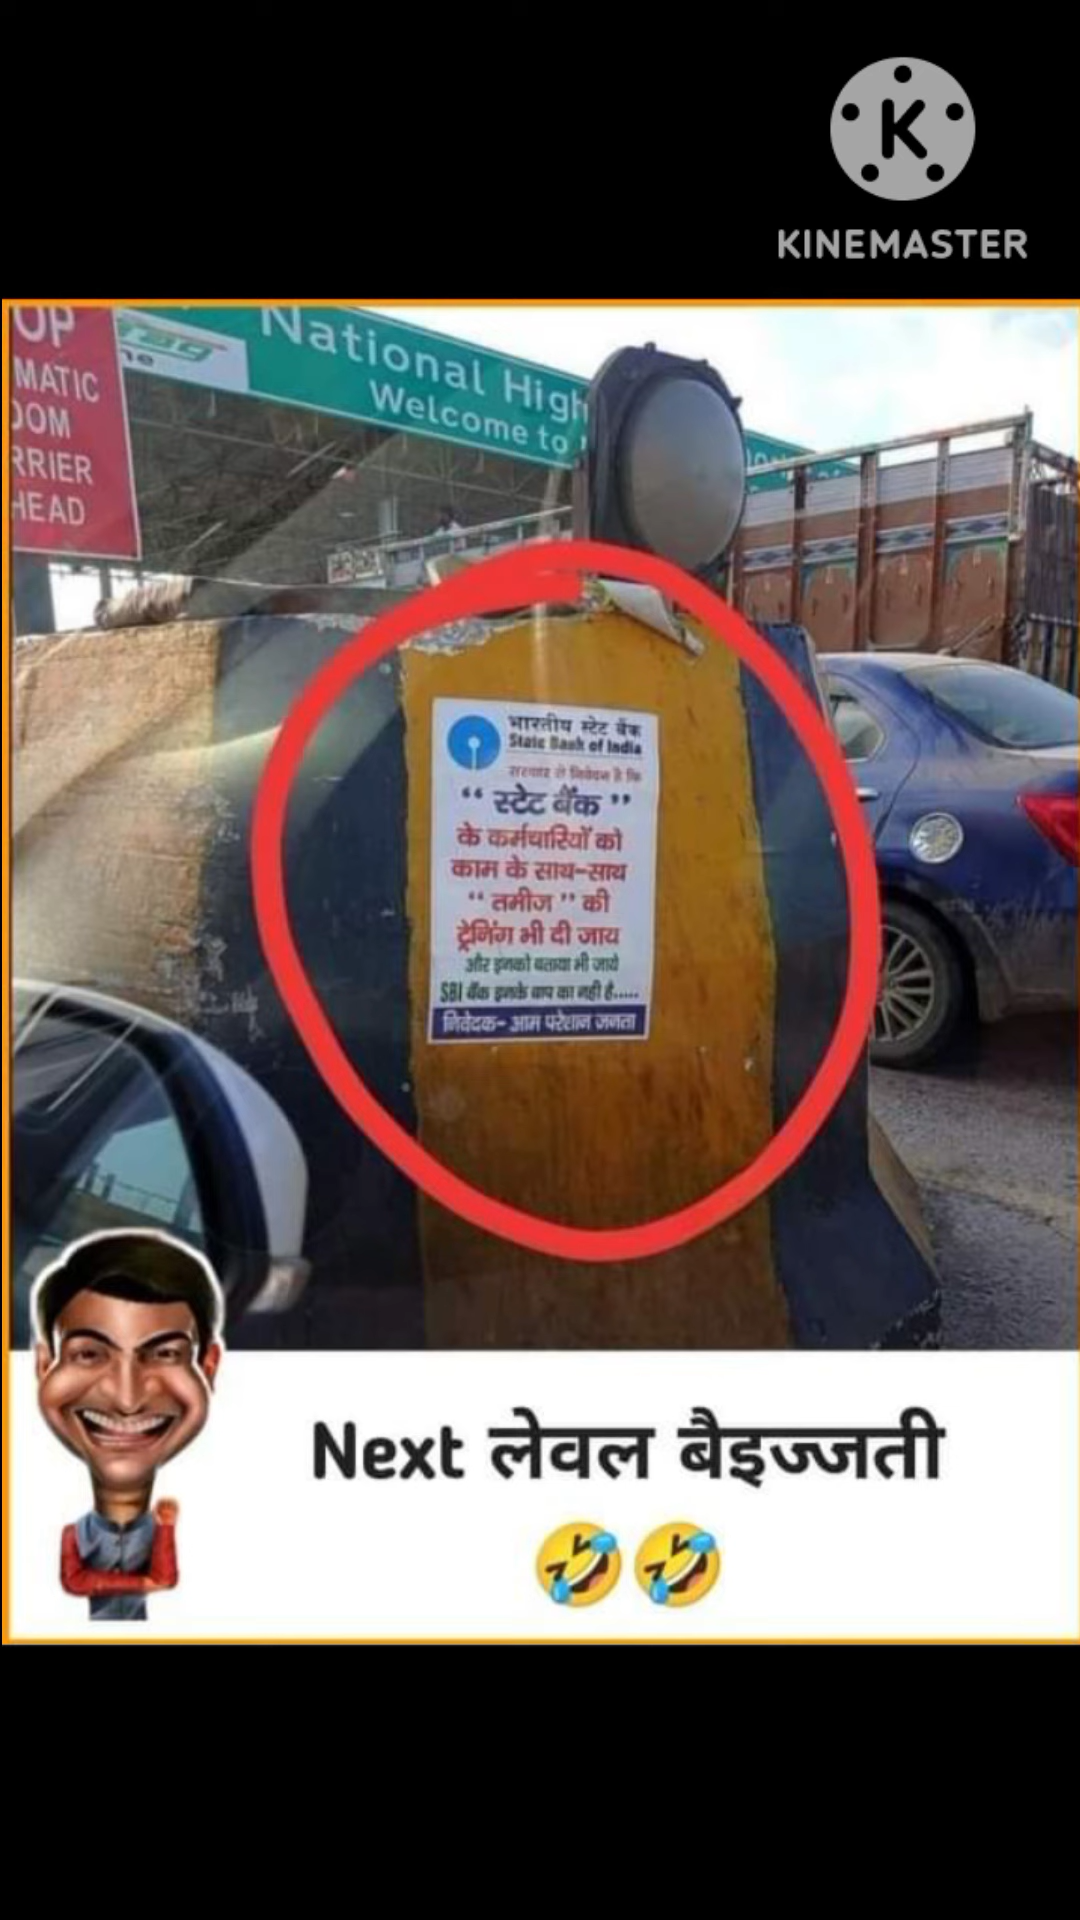 KINEMASTER
OP
MATIC
OOM
RRIER
HEAD
National High
Welcome to
भारतीय स्टेट बैंक
State Bank of India
सरकार से निवेदन है कि
“ स्टेट बैंक ”
के कर्मचारियों को
काम के साथ-साथ
“ तमीज ” की
ट्रेनिंग भी दी जाय
और इनको बताया भी जाये
SBI बैंक इनके बाप का नही है.....
निवेदक- आम परेशान जनता
Next लेवल बैइज्जती
🤣🤣